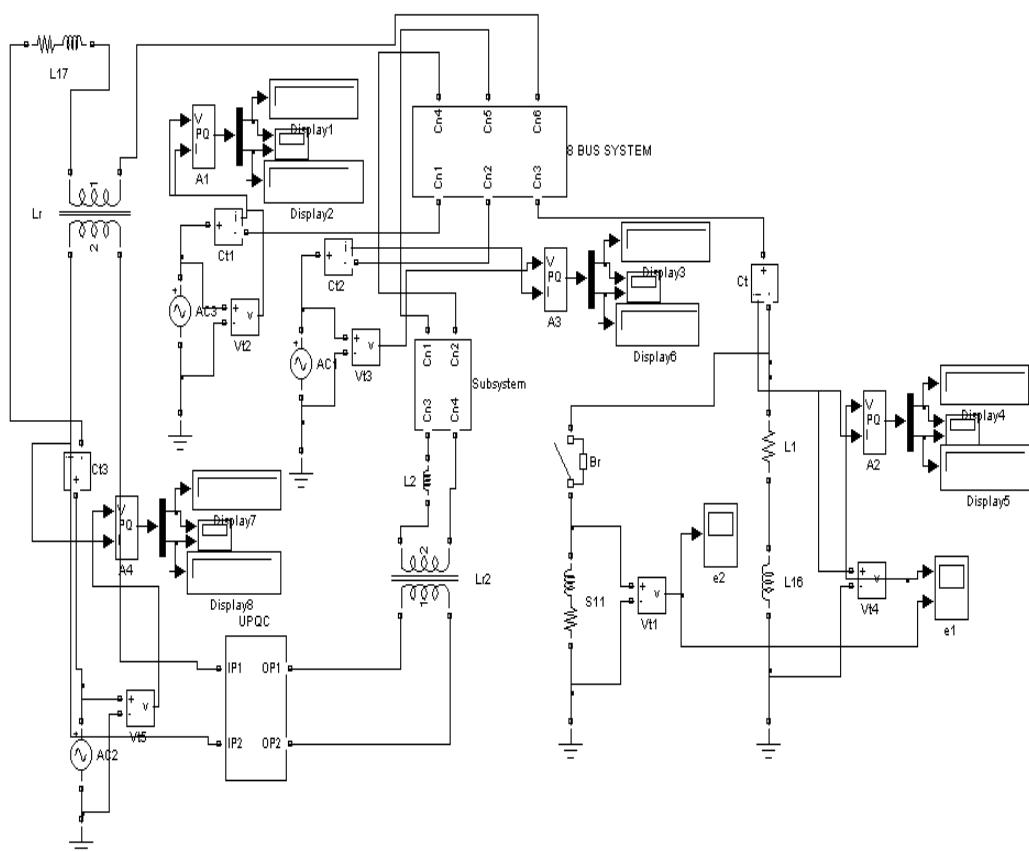 L17
Lr
1
2
V
PQ
I
A1
Display1
Display2
Cn4
Cn5
Cn6
8 BUS SYSTEM
Cn1
Cn2
Cn3
+
-
i
Ct1
+
-
i
Ct2
AC3
+
+
-
v
Vt2
AC1
+
+
-
v
Vt3
V
PQ
I
A3
Display3
Display6
+
-
i
Ct
Cn1
Cn2
Subsystem
Cn3
Cn4
V
PQ
I
A2
Display4
Display5
L1
Br
L2
Ct3
+
-
i
V
PQ
I
A4
Display7
Display8
2
Lr2
1
e2
S11
+
-
v
Vt1
L16
+
-
v
Vt4
e1
UPQC
IP1
OP1
IP2
OP2
+
-
v
Vt5
+
AC2